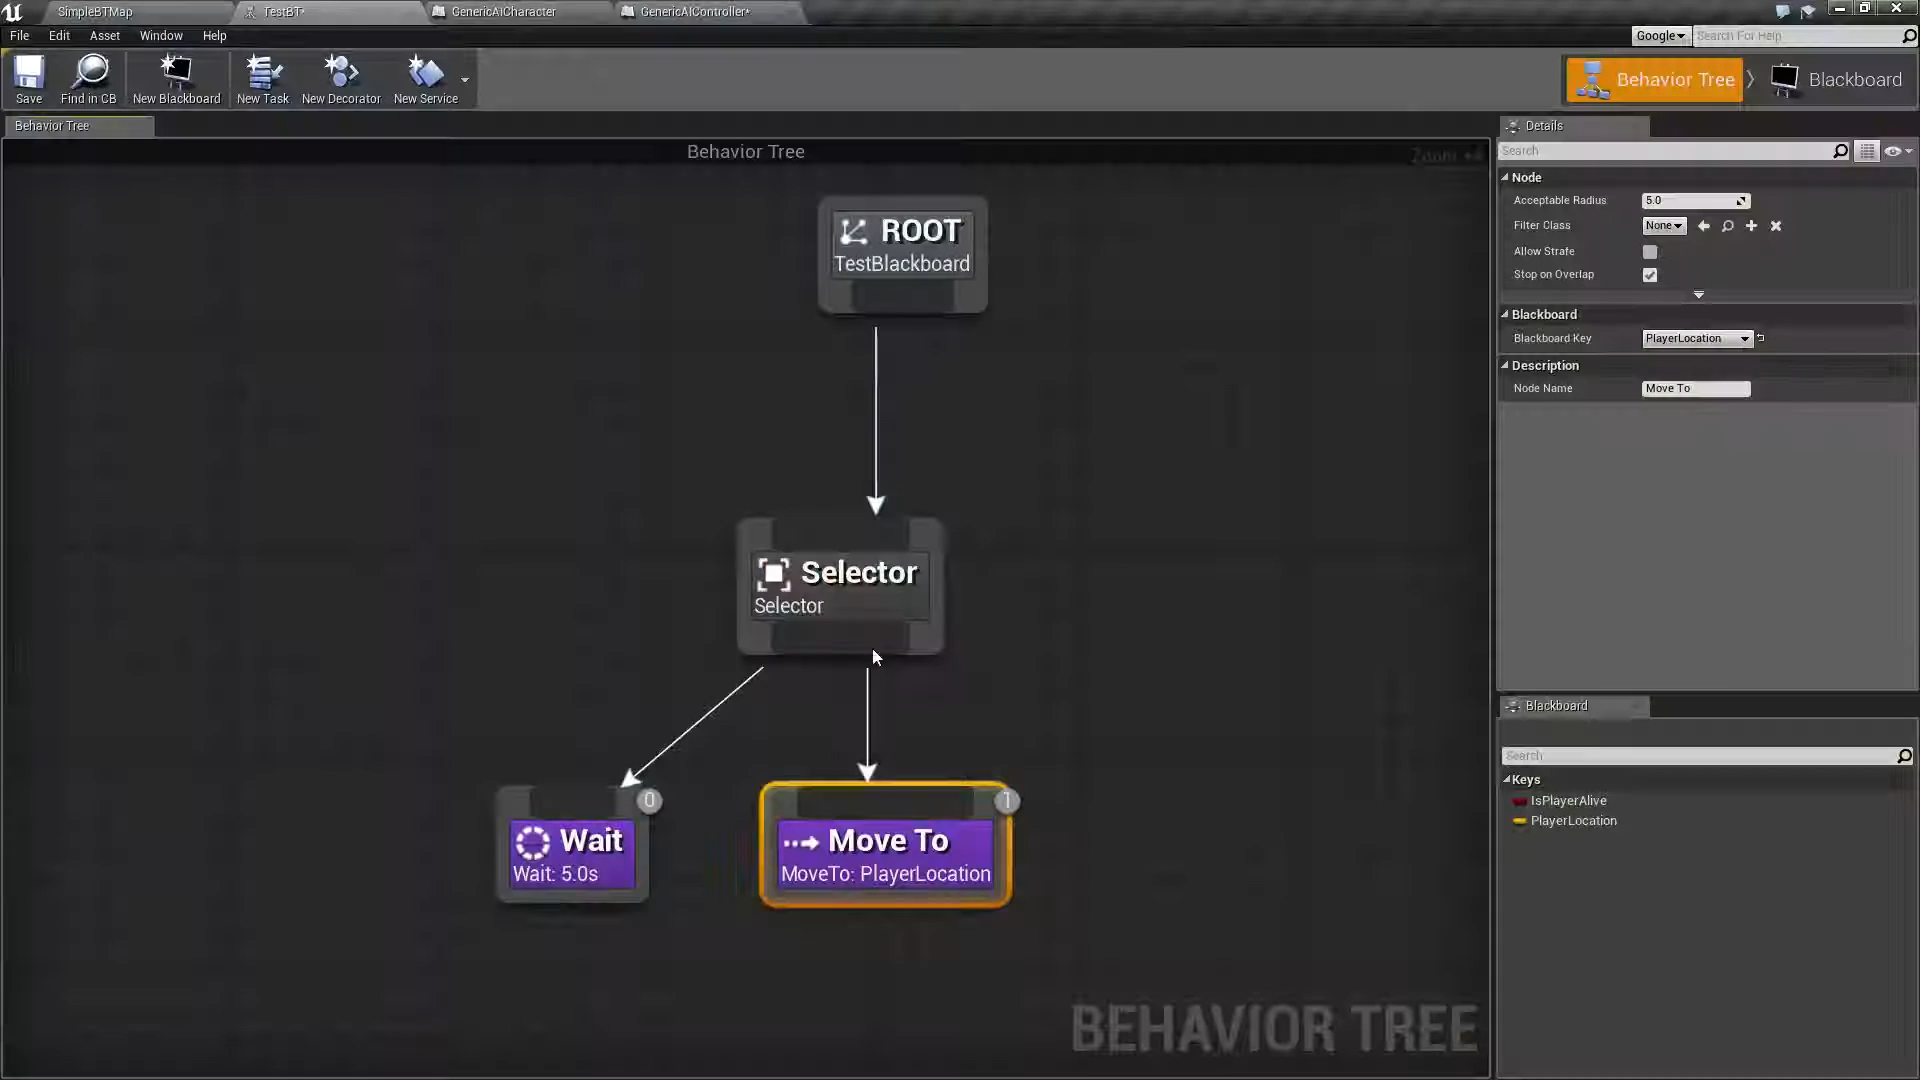 SimpleBTMap
TestBT*
GenericAICharacter
GenericAIController*
File
Edit
Asset
Window
Help
Google
Search For Help
Save
Find in CB
New Blackboard
New Task
New Decorator
New Service
Behavior Tree
Blackboard
Behavior Tree
Behavior Tree
Zoom +4
ROOT
TestBlackboard
Selector
Selector
0
Wait
Wait: 5.0s
1
Move To
MoveTo: PlayerLocation
BEHAVIOR TREE
Details
Search
Node
Acceptable Radius
5.0
Filter Class
None
Allow Strafe
Stop on Overlap
Blackboard
Blackboard Key
PlayerLocation
Description
Node Name
Move To
Blackboard
Search
Keys
IsPlayerAlive
PlayerLocation